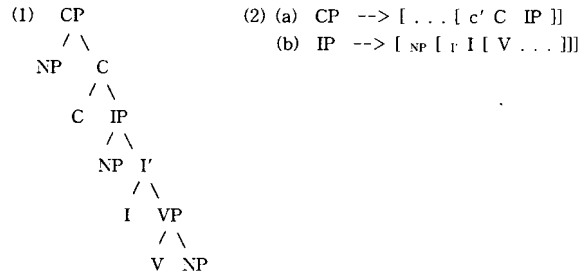 (1) CP (2) (a) CP --> [ . . . [ c′ C IP ]]
(b) IP --> [ NP [ I′ I [ V . . . ]]]
NP C
C IP
NP I′
I VP
V NP